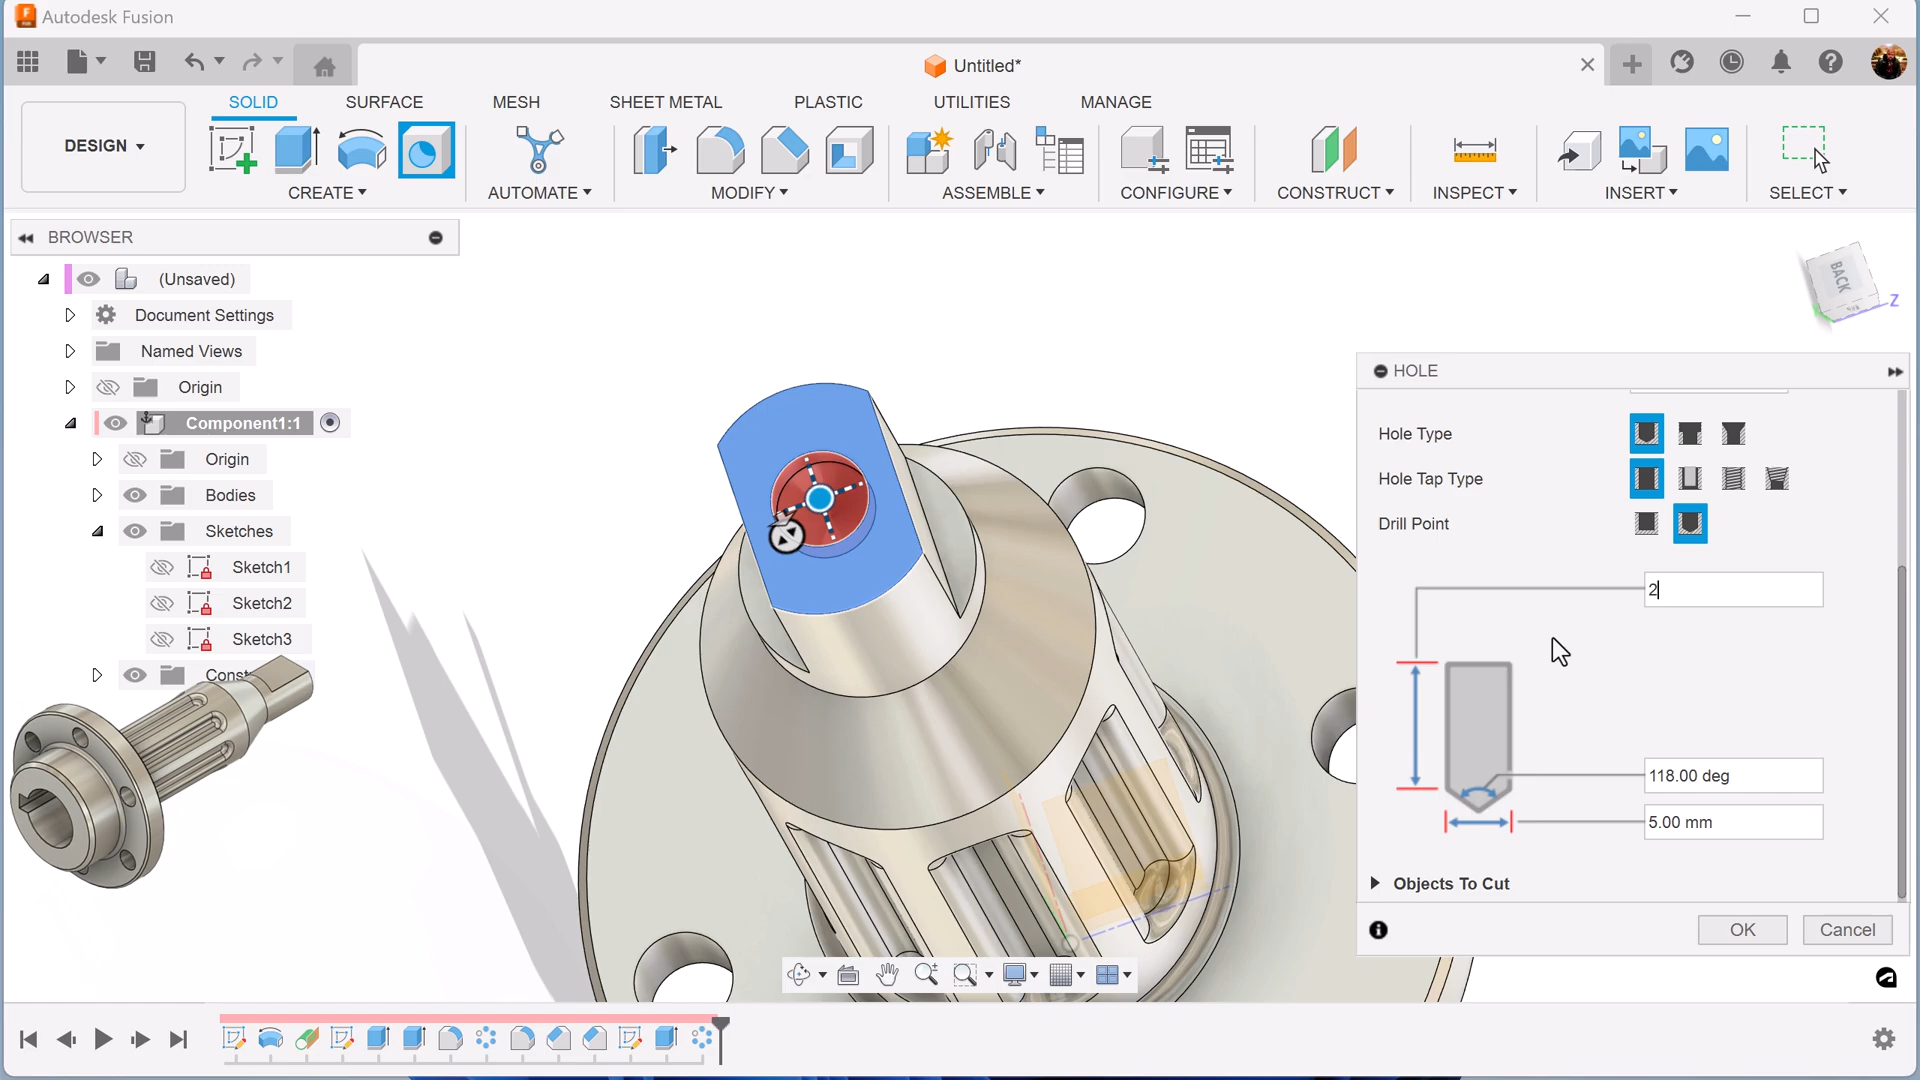 Autodesk Fusion
Untitled*
SOLID SURFACE MESH SHEET METAL PLASTIC UTILITIES MANAGE
DESIGN
CREATE AUTOMATE MODIFY ASSEMBLE CONFIGURE CONSTRUCT INSPECT INSERT SELECT
BROWSER
(Unsaved)
Document Settings
Named Views
Origin
Component1:1
Origin
Bodies
Sketches
Sketch1
Sketch2
Sketch3
Const
BACK
Z
HOLE
Hole Type
Hole Tap Type
Drill Point
2
118.00 deg
5.00 mm
Objects To Cut
OK Cancel